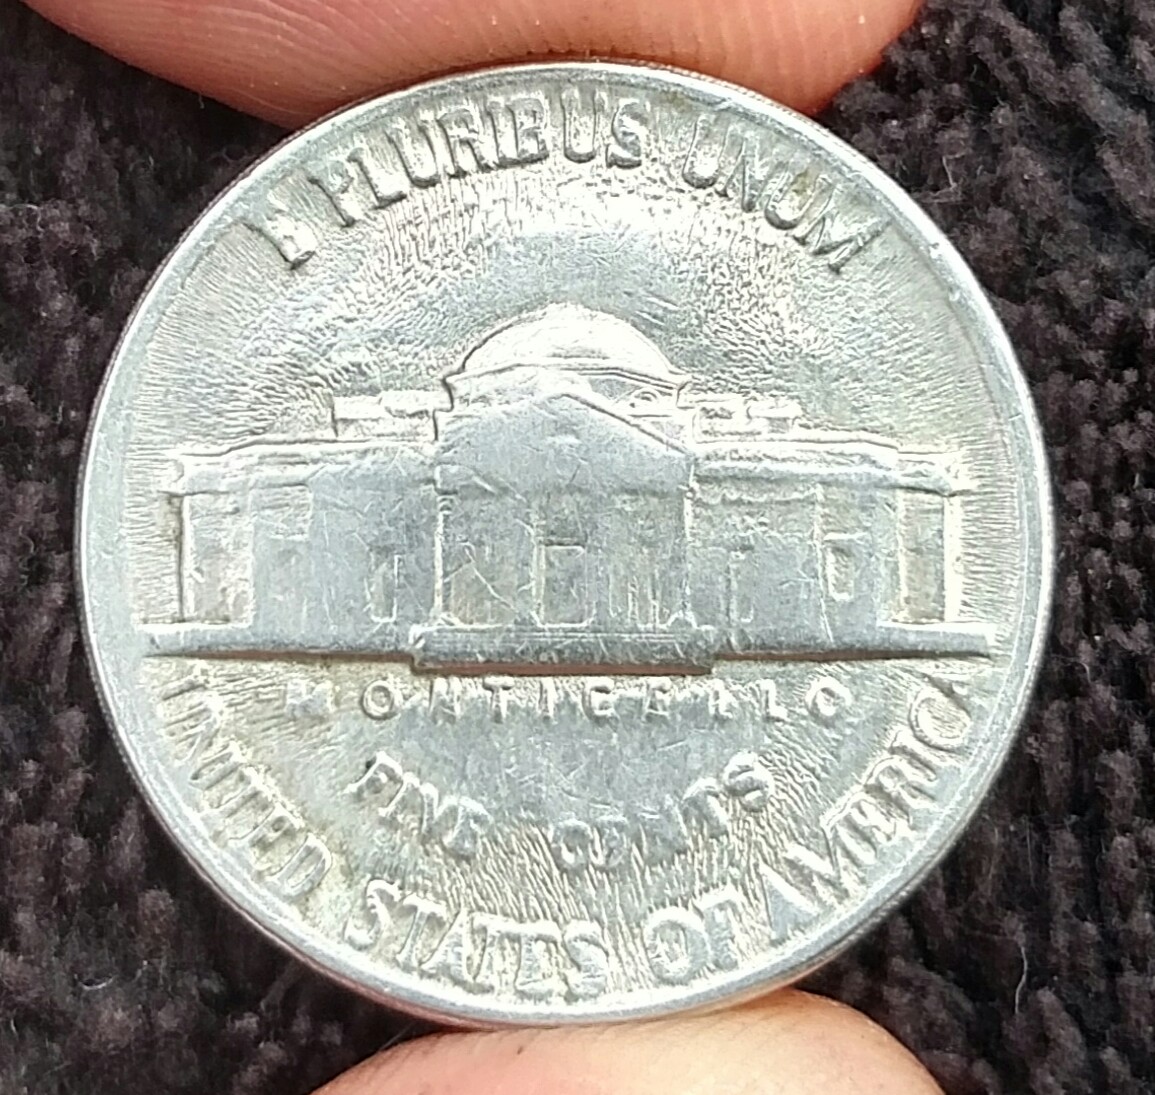 E PLURIBUS UNUM
MONTICELLO
FIVE CENTS
UNITED STATES OF AMERICA